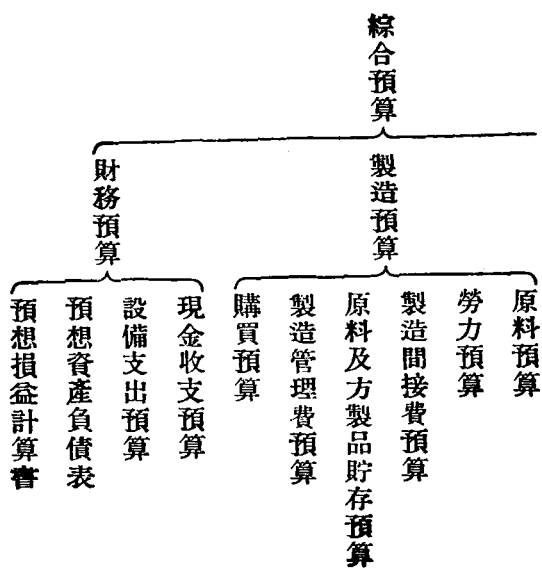 綜合預算
製造預算
原料預算
勞力預算
製造間接費預算
原料及方製品貯存預算
製造管理費預算
購買預算
財務預算
現金收支預算
設備支出預算
預想資產負債表
預想損益計算書